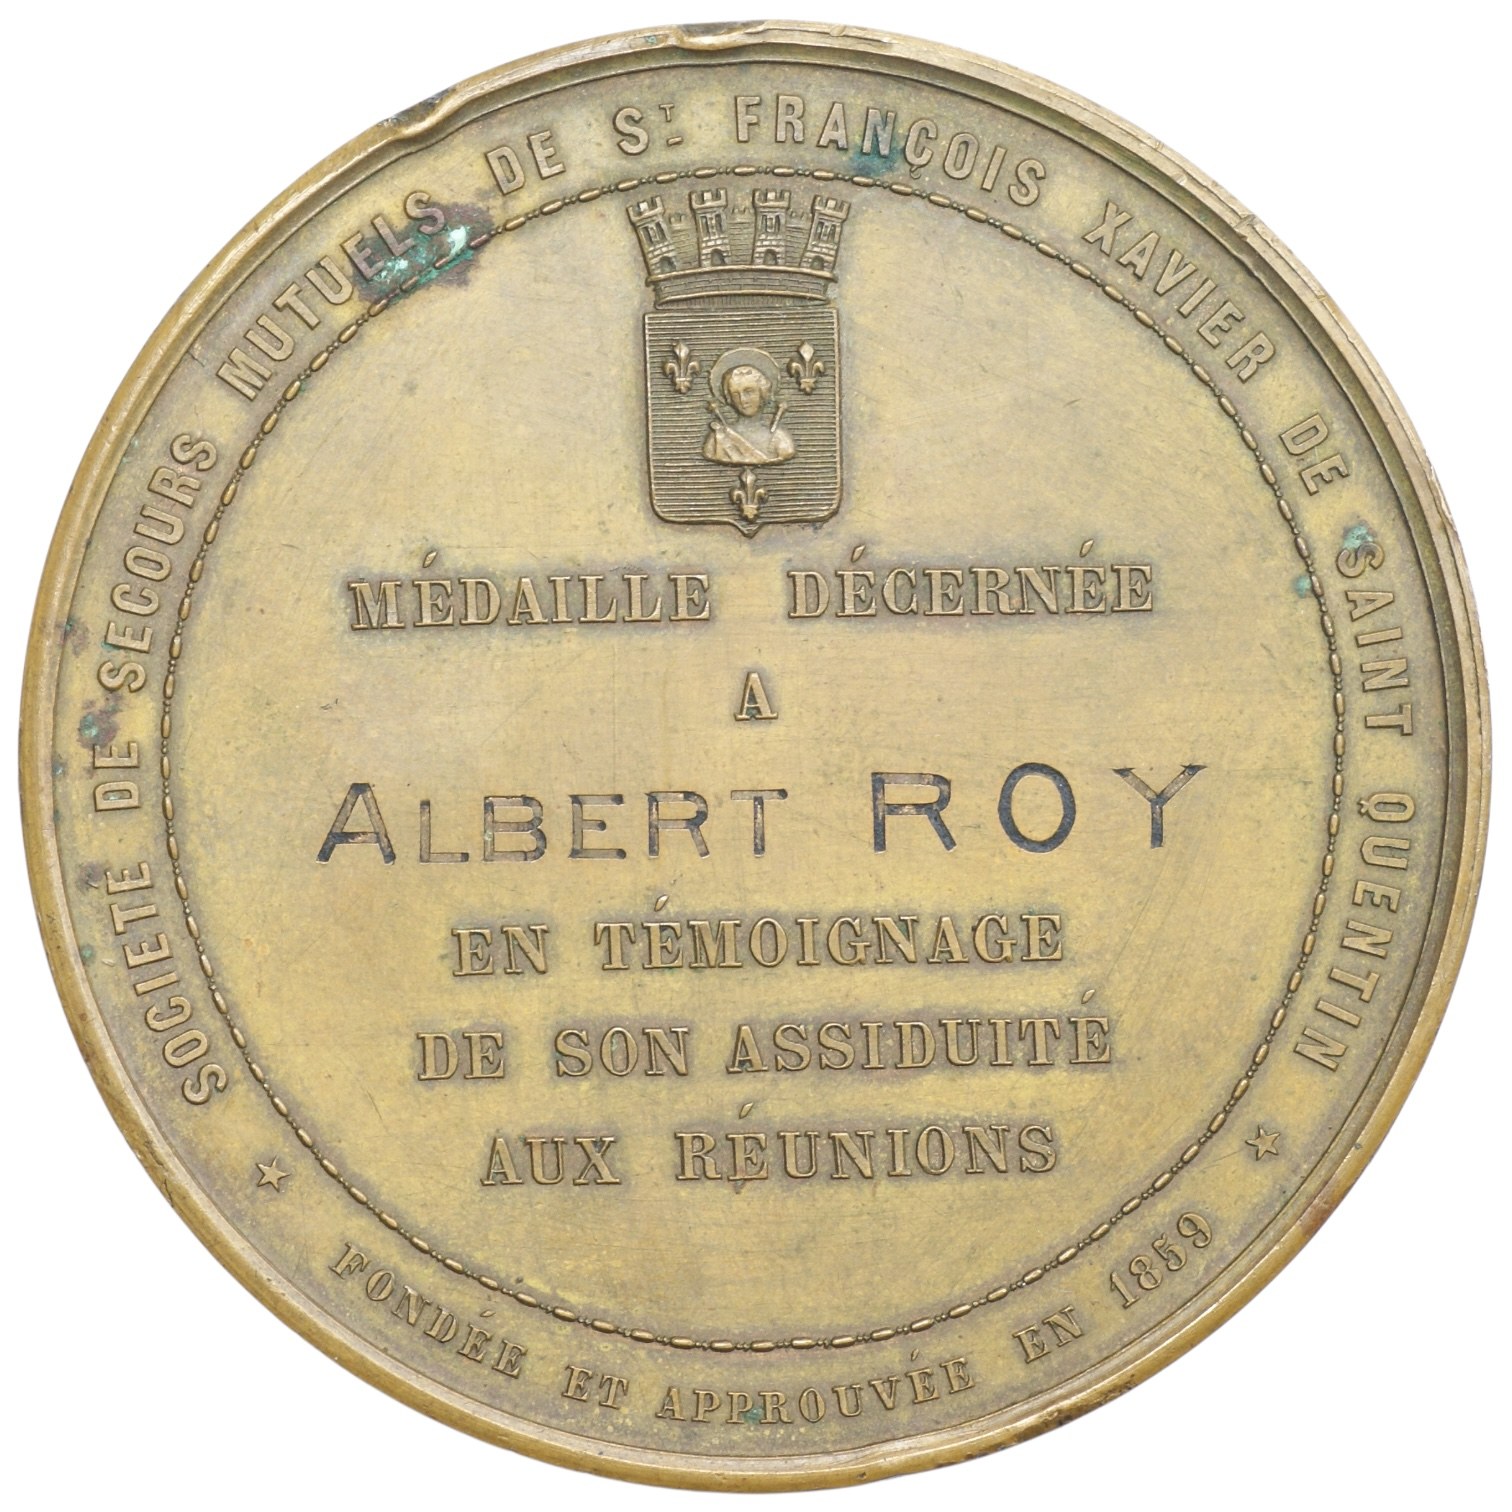 SOCIETÉ DE SECOURS MUTUELS DE ST FRANÇOIS XAVIER DE SAINT QUENTIN
MÉDAILLE DÉCERNÉE
A
ALBERT ROY
EN TÉMOIGNAGE
DE SON ASSIDUITÉ
AUX RÉUNIONS
FONDÉE ET APPROUVÉE EN 1859